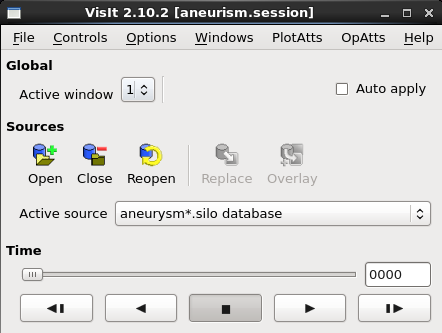 VisIt 2.10.2 [aneurism.session]
File Controls Options Windows PlotAtts OpAtts Help
Global
Active window 1 Auto apply
Sources
Open Close Reopen Replace Overlay
Active source aneurysm*.silo database
Time
0000